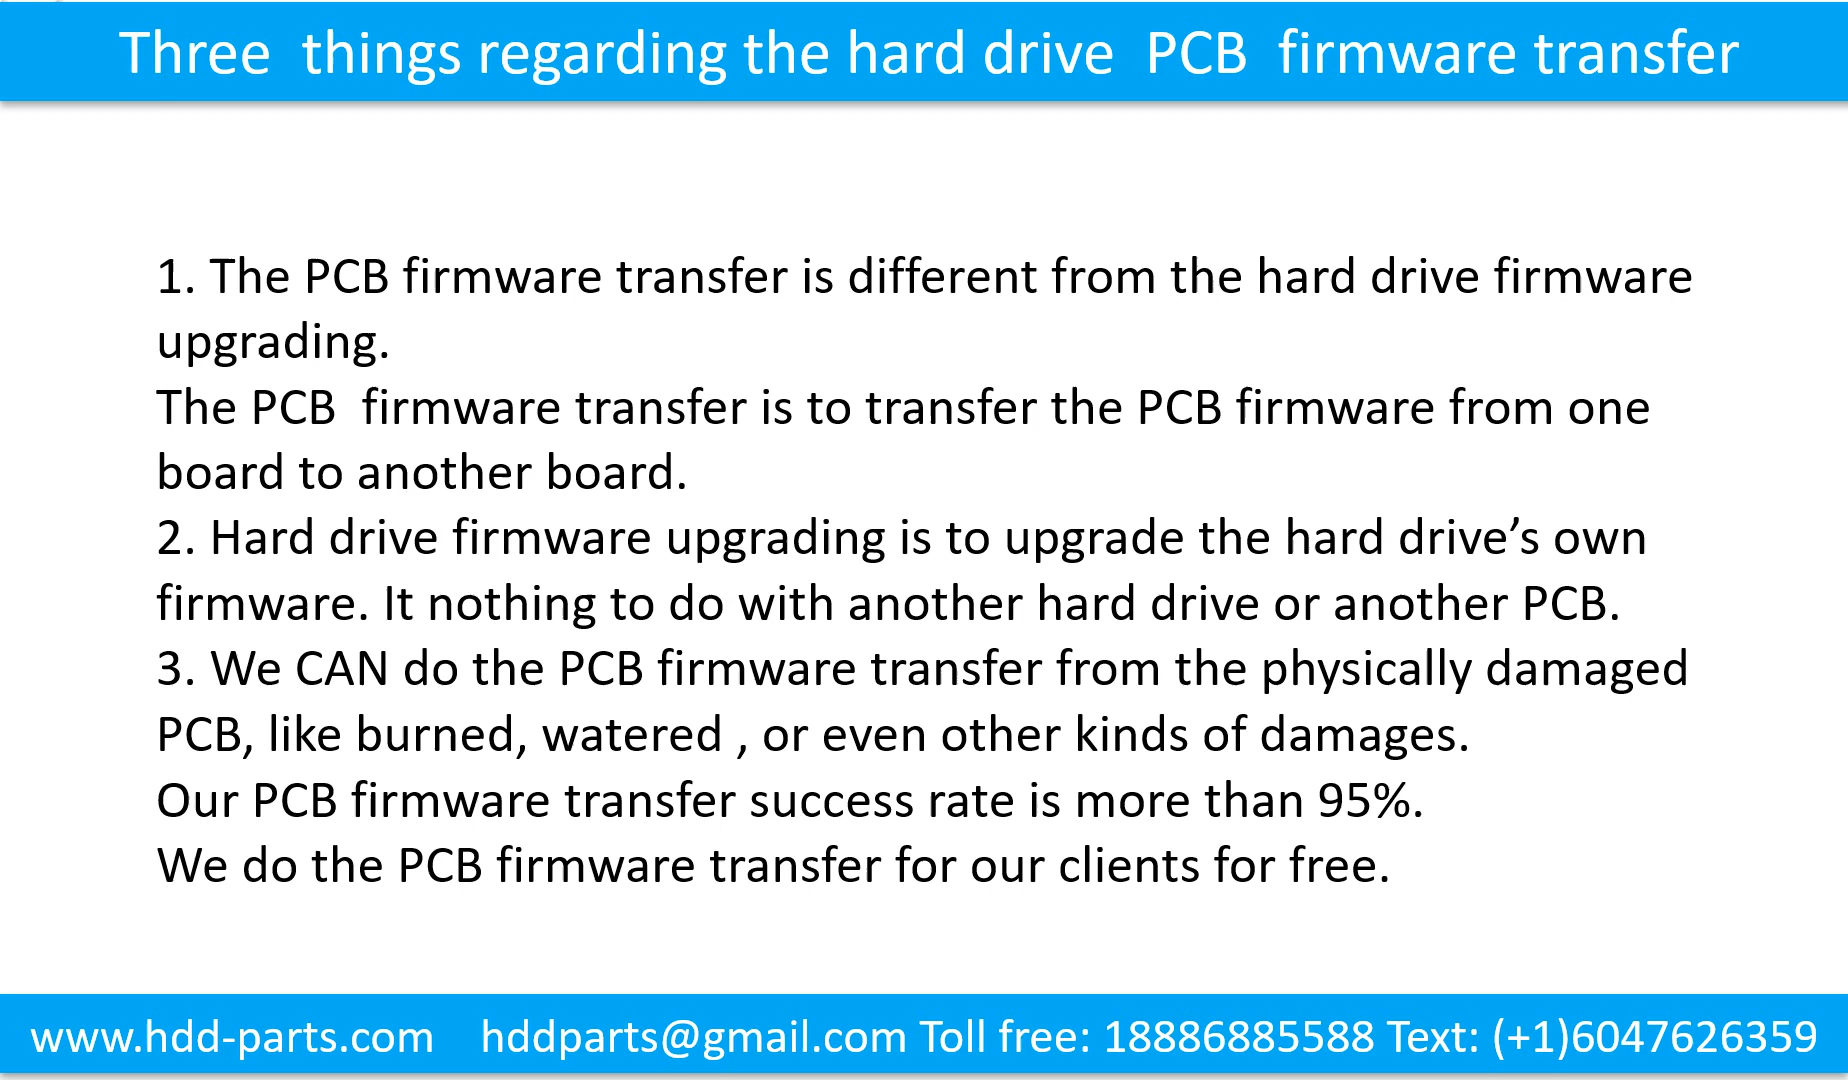 Three  things regarding the hard drive  PCB  firmware transfer
1. The PCB firmware transfer is different from the hard drive firmware
upgrading.
The PCB  firmware transfer is to transfer the PCB firmware from one
board to another board.
2. Hard drive firmware upgrading is to upgrade the hard drive’s own
firmware. It nothing to do with another hard drive or another PCB.
3. We CAN do the PCB firmware transfer from the physically damaged
PCB, like burned, watered , or even other kinds of damages.
Our PCB firmware transfer success rate is more than 95%.
We do the PCB firmware transfer for our clients for free.
www.hdd-parts.com    hddparts@gmail.com Toll free: 18886885588 Text: (+1)6047626359